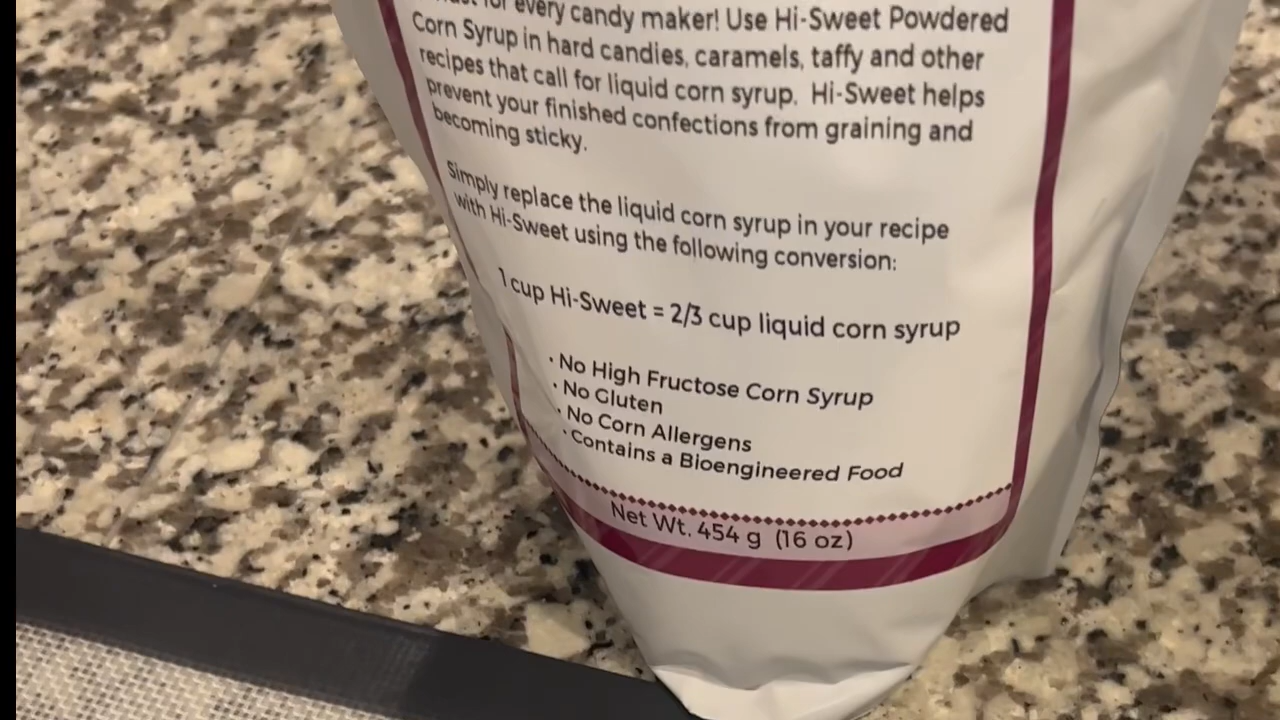 for every candy maker! Use Hi-Sweet Powdered
Corn Syrup in hard candies, caramels, taffy and other
recipes that call for liquid corn syrup. Hi-Sweet helps
prevent your finished confections from graining and
becoming sticky.
Simply replace the liquid corn syrup in your recipe
with Hi-Sweet using the following conversion:
1 cup Hi-Sweet = 2/3 cup liquid corn syrup
· No High Fructose Corn Syrup
· No Gluten
· No Corn Allergens
· Contains a Bioengineered Food
Net Wt. 454 g (16 oz)